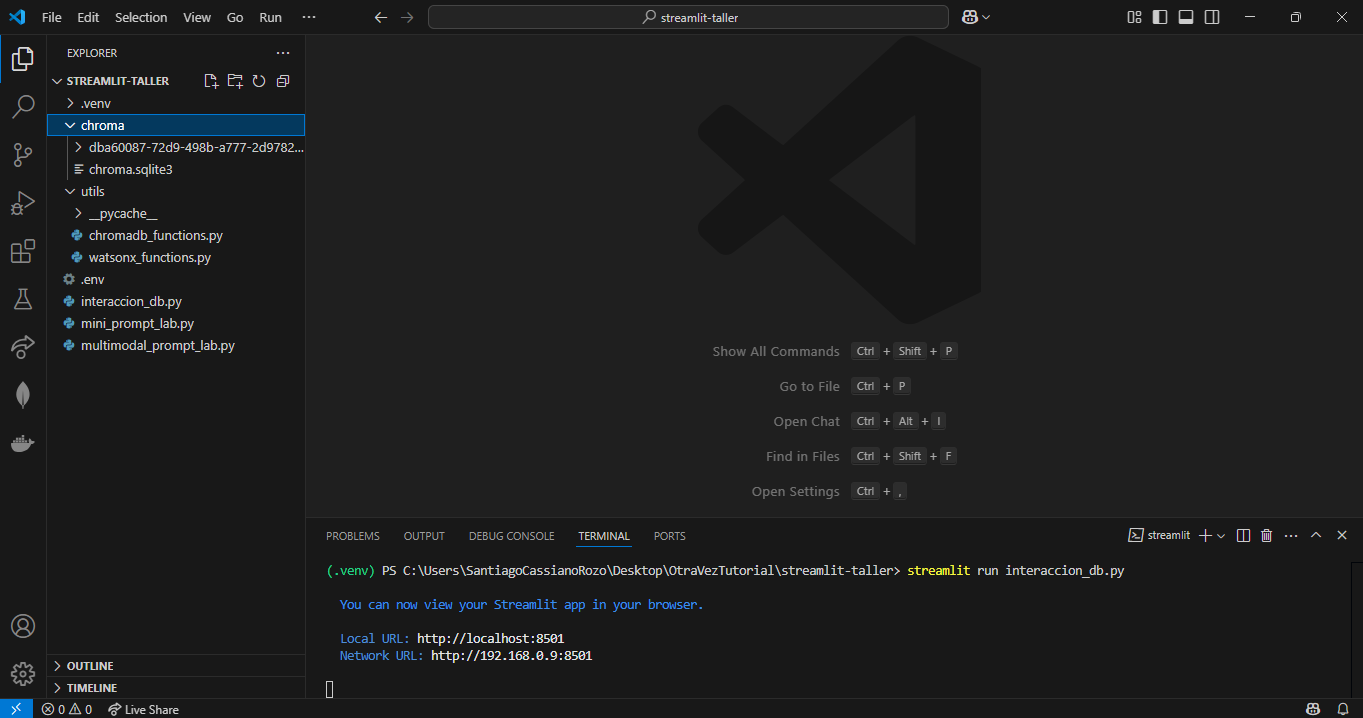 File Edit Selection View Go Run ···
streamlit-taller
EXPLORER
STREAMLIT-TALLER
.venv
chroma
dba60087-72d9-498b-a777-2d9782...
chroma.sqlite3
utils
__pycache__
chromadb_functions.py
watsonx_functions.py
.env
interaccion_db.py
mini_prompt_lab.py
multimodal_prompt_lab.py
OUTLINE
TIMELINE
Show All Commands Ctrl + Shift + P
Go to File Ctrl + P
Open Chat Ctrl + Alt + I
Find in Files Ctrl + Shift + F
Open Settings Ctrl + ,
PROBLEMS OUTPUT DEBUG CONSOLE TERMINAL PORTS
streamlit
(.venv) PS C:\Users\SantiagoCassianoRozo\Desktop\OtraVezTutorial\streamlit-taller> streamlit run interaccion_db.py
You can now view your Streamlit app in your browser.
Local URL: http://localhost:8501
Network URL: http://192.168.0.9:8501
0 0 Live Share